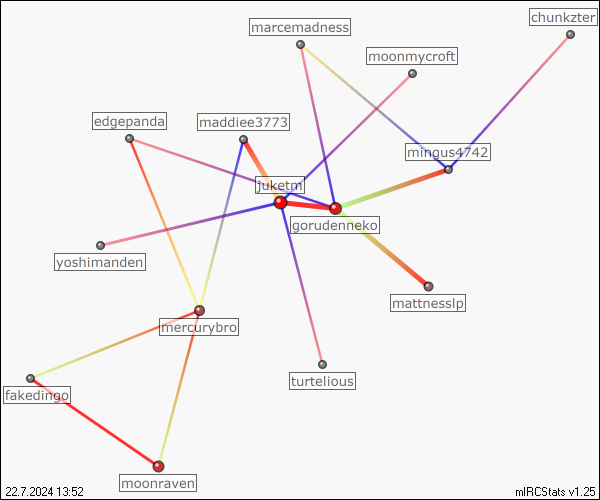 chunkzter
marcemadness
moonmycroft
edgepanda
maddiee3773
mingus4742
juketm
gorudenneko
yoshimanden
mattnesslp
mercurybro
turtelious
fakedingo
moonraven
22.7.2024 13:52
mIRCStats v1.25